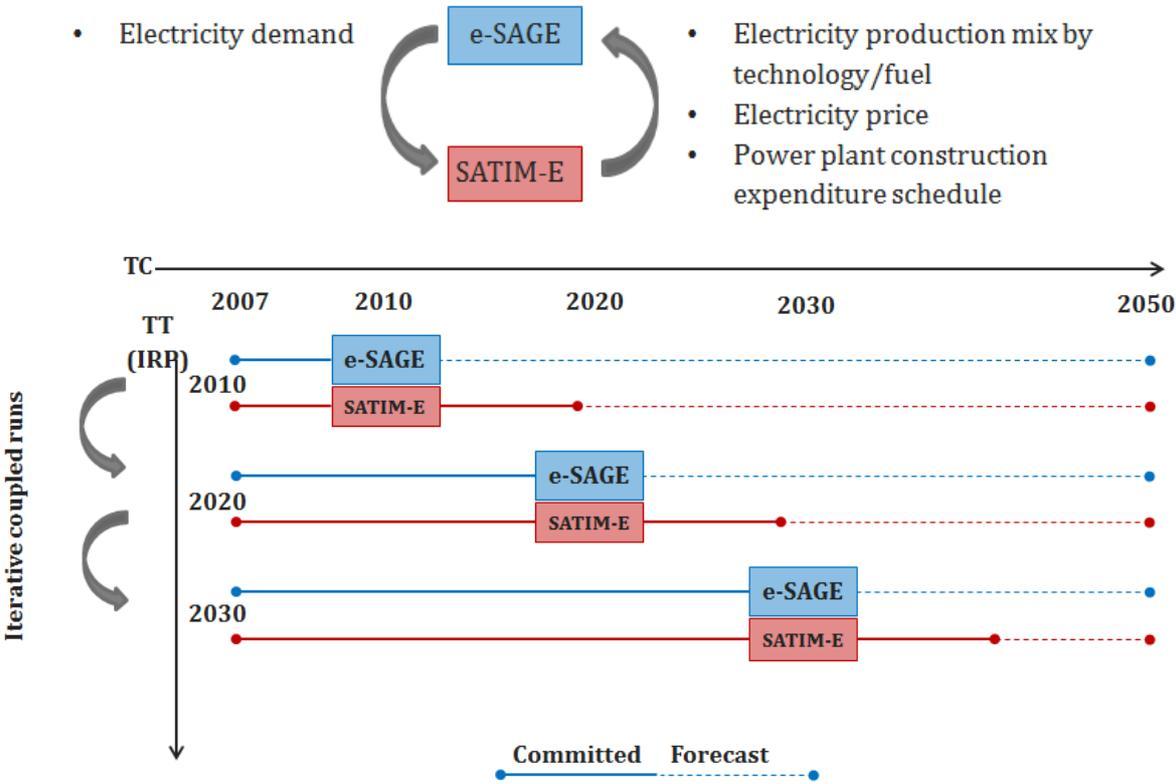 • Electricity demand
e-SAGE
SATIM-E
• Electricity production mix by
technology/fuel
• Electricity price
• Power plant construction
expenditure schedule
TC
2007 2010 2020 2030 2050
TT
(IRP)
2010
e-SAGE
SATIM-E
2020
e-SAGE
SATIM-E
2030
e-SAGE
SATIM-E
Iterative coupled runs
Committed Forecast